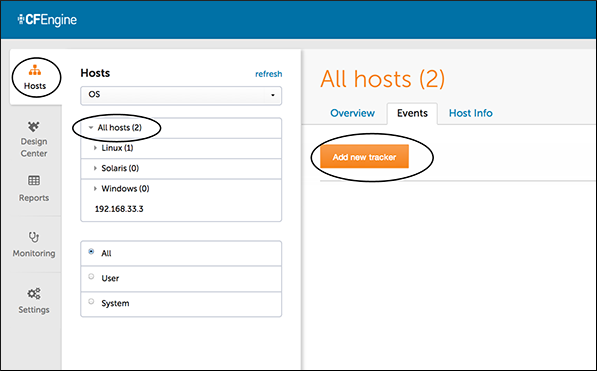 CFEngine
Hosts
Design
Center
Reports
Monitoring
Settings
Hosts
refresh
OS
All hosts (2)
Linux (1)
Solaris (0)
Windows (0)
192.168.33.3
All
User
System
All hosts (2)
Overview
Events
Host Info
Add new tracker